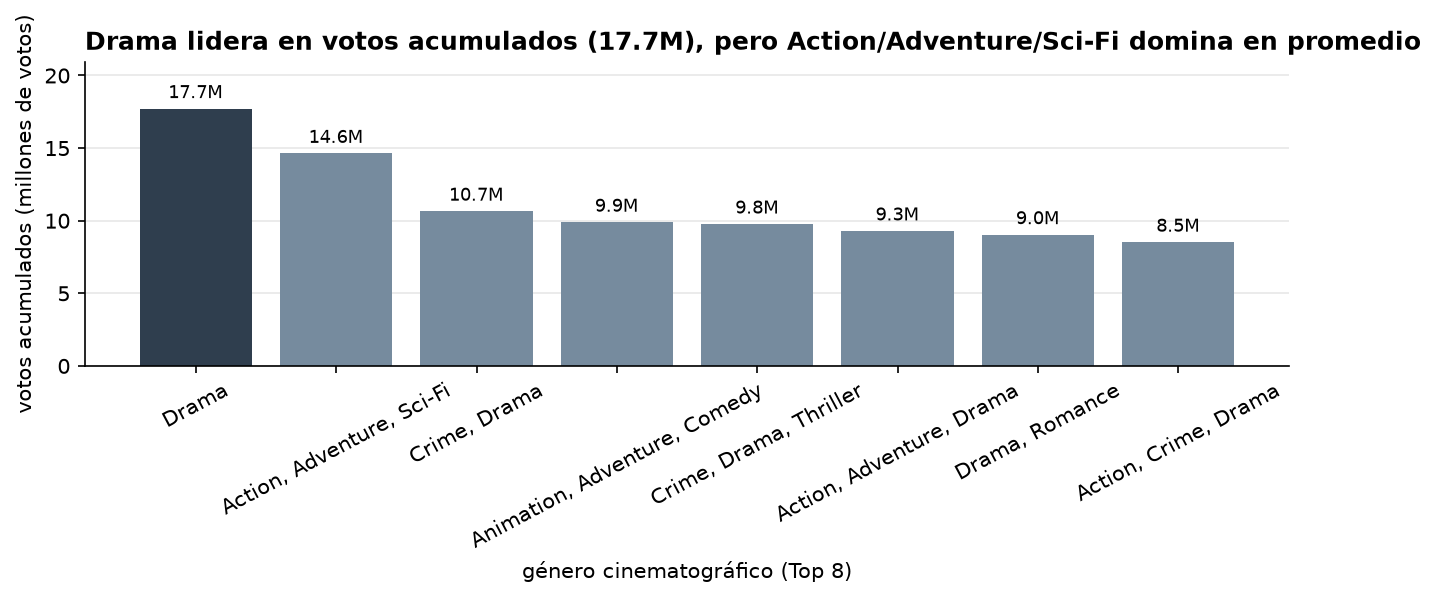 Drama lidera en votos acumulados (17.7M), pero Action/Adventure/Sci-Fi domina en promedio
votos acumulados (millones de votos)
20
15
10
5
0
17.7M
14.6M
10.7M
9.9M
9.8M
9.3M
9.0M
8.5M
Drama
Action, Adventure, Sci-Fi
Crime, Drama
Animation, Adventure, Comedy
Crime, Drama, Thriller
Action, Adventure, Drama
Drama, Romance
Action, Crime, Drama
género cinematográfico (Top 8)